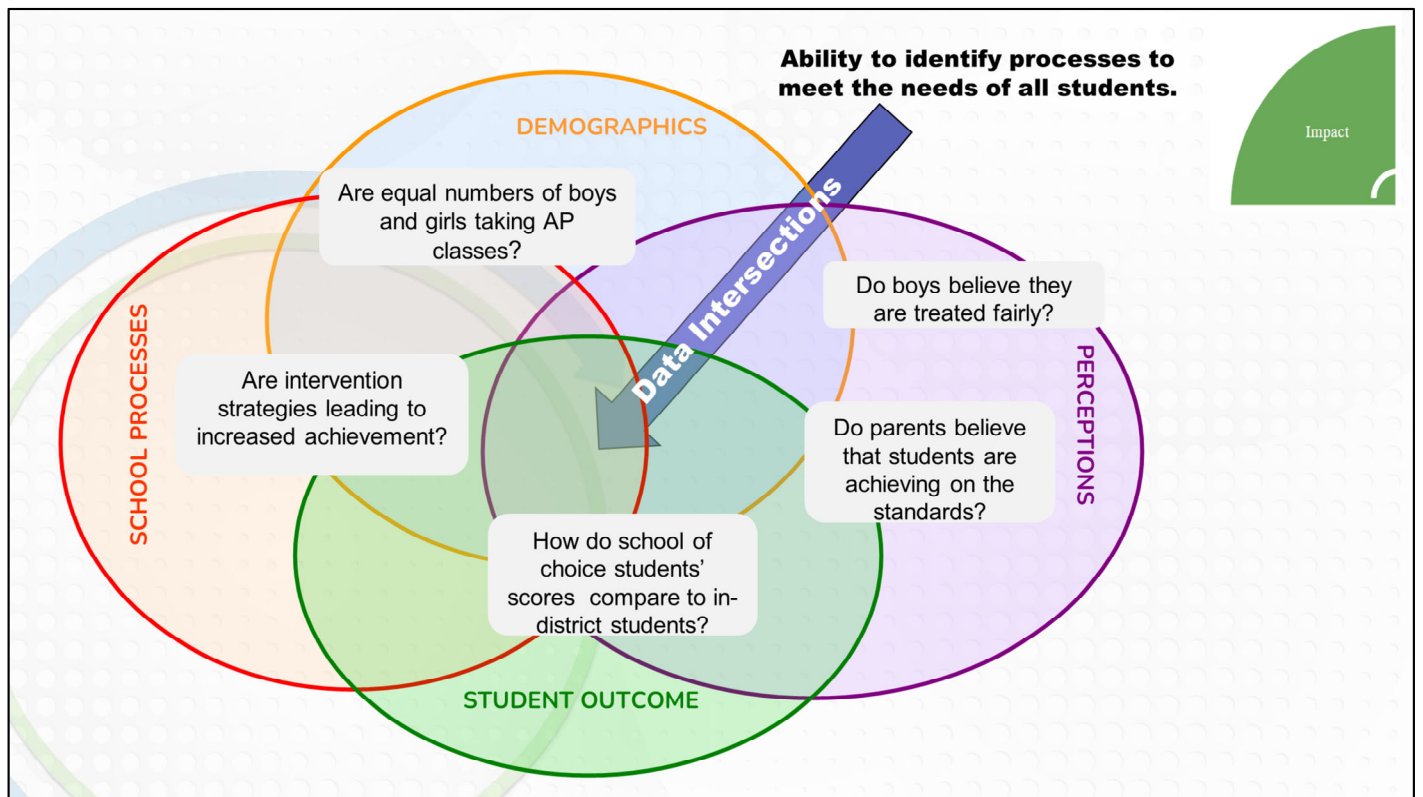 Ability to identify processes to
meet the needs of all students.
Impact
DEMOGRAPHICS
Data Intersections
Are equal numbers of boys
and girls taking AP
classes?
Do boys believe they
are treated fairly?
SCHOOL PROCESSES
PERCEPTIONS
Are intervention
strategies leading to
increased achievement?
Do parents believe
that students are
achieving on the
standards?
How do school of
choice students’
scores  compare to in-
district students?
STUDENT OUTCOME